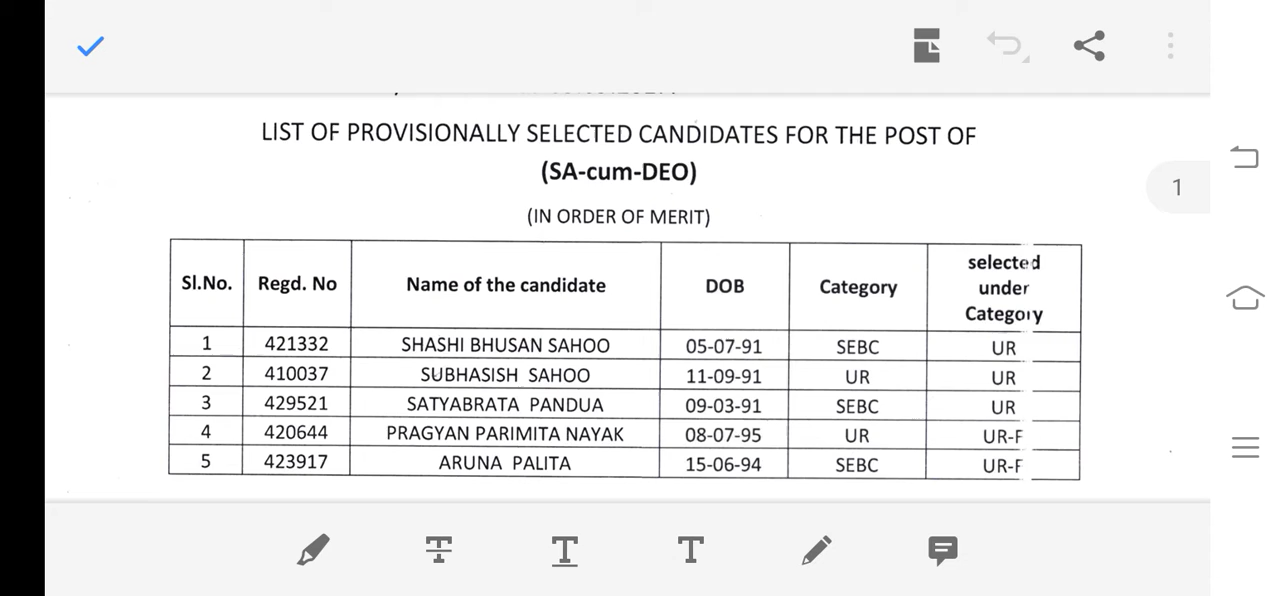 LIST OF PROVISIONALLY SELECTED CANDIDATES FOR THE POST OF
(SA-cum-DEO)
(IN ORDER OF MERIT)
1
Sl.No. Regd. No Name of the candidate DOB Category selected under Category
1 421332 SHASHI BHUSAN SAHOO 05-07-91 SEBC UR
2 410037 SUBHASISH SAHOO 11-09-91 UR UR
3 429521 SATYABRATA PANDUA 09-03-91 SEBC UR
4 420644 PRAGYAN PARIMITA NAYAK 08-07-95 UR UR-F
5 423917 ARUNA PALITA 15-06-94 SEBC UR-F